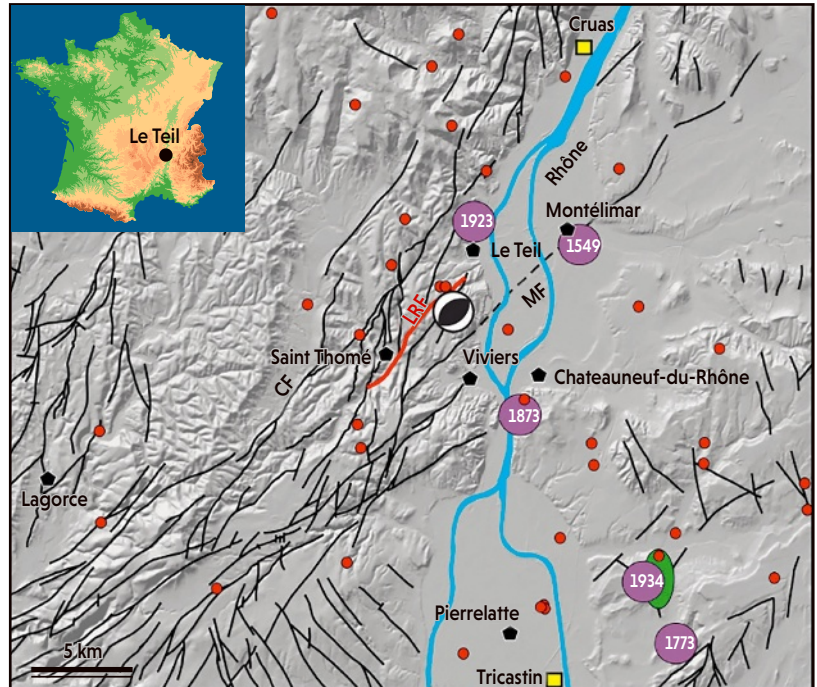 Cruas
Le Teil
Rhône
Montélimar
1923
1549
Le Teil
MF
LRF
Saint Thomé
Viviers
CF
Chateauneuf-du-Rhône
1873
Lagorce
1934
Pierrelatte
1773
5 km
Tricastin